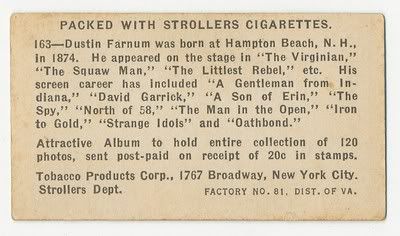 PACKED WITH STROLLERS CIGARETTES.
163—Dustin Farnum was born at Hampton Beach, N. H.,
in 1874. He appeared on the stage in "The Virginian,"
"The Squaw Man," "The Littlest Rebel," etc. His
screen career has included "A Gentleman from In-
diana," "David Garrick," "A Son of Erin," "The
Spy," "North of 58," "The Man in the Open," "Iron
to Gold," "Strange Idols" and "Oathbond."
Attractive Album to hold entire collection of 120
photos, sent post-paid on receipt of 20c in stamps.
Tobacco Products Corp., 1767 Broadway, New York City.
Strollers Dept. FACTORY NO. 81, DIST. OF VA.